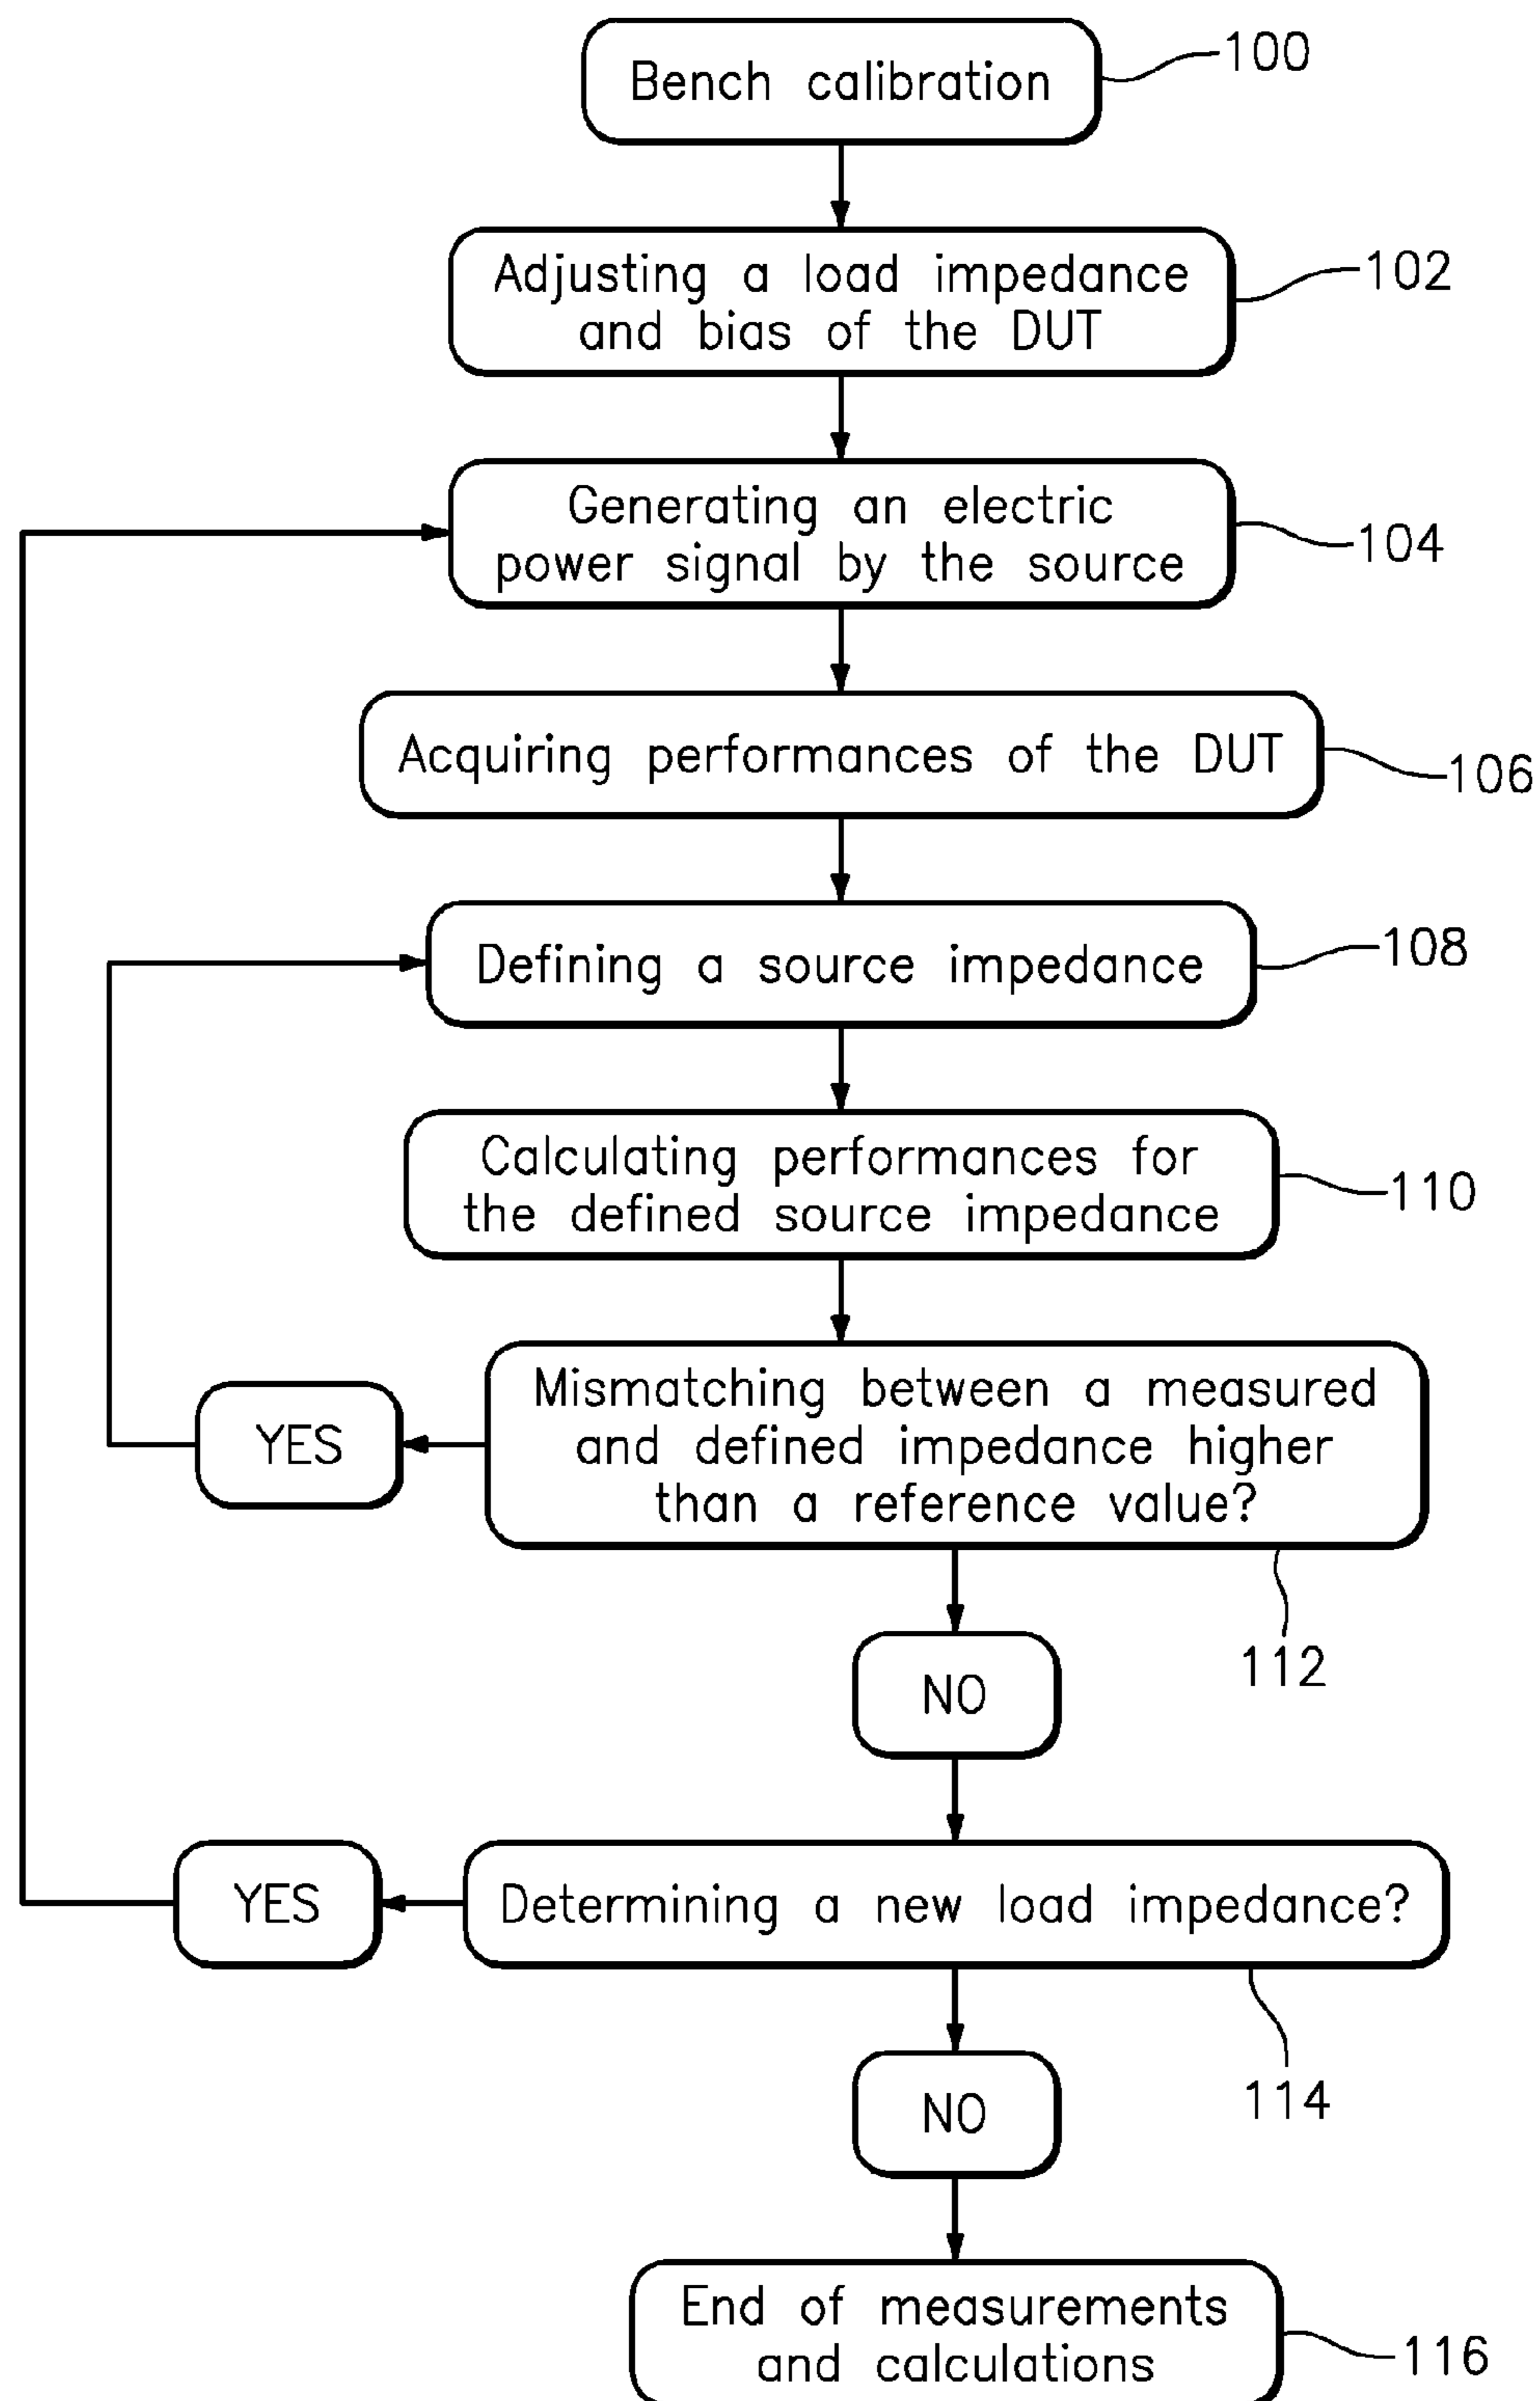 Bench calibration
100
Adjusting a load impedance
and bias of the DUT
102
Generating an electric
power signal by the source
104
Acquiring performances of the DUT
106
Defining a source impedance
108
Calculating performances for
the defined source impedance
110
Mismatching between a measured
and defined impedance higher
than a reference value?
YES
112
NO
Determining a new load impedance?
YES
114
NO
End of measurements
and calculations
116